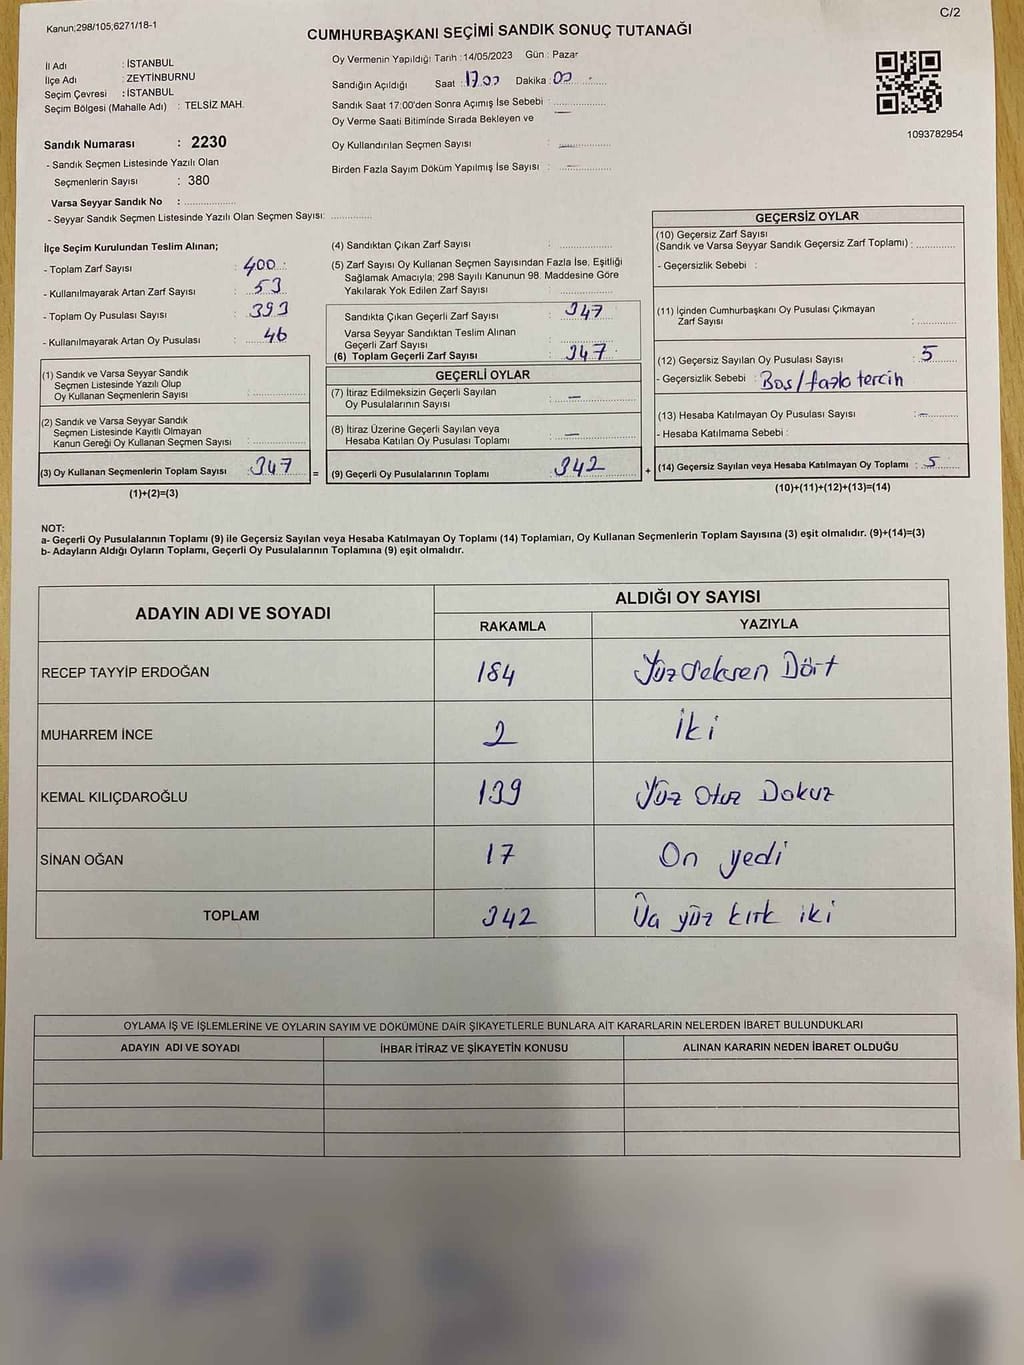 Kanun;298/105,6271/18-1
C/2
CUMHURBAŞKANI SEÇİMİ SANDIK SONUÇ TUTANAĞI
İl Adı : İSTANBUL
İlçe Adı : ZEYTİNBURNU
Seçim Çevresi : İSTANBUL
Seçim Bölgesi (Mahalle Adı) : TELSİZ MAH.
Oy Vermenin Yapıldığı Tarih :14/05/2023 Gün : Pazar
Sandığın Açıldığı Saat : 17.00 Dakika : 00
Sandık Saat 17:00'den Sonra Açımış İse Sebebi :
Oy Verme Saati Bitiminde Sırada Bekleyen ve
Oy Kullandırılan Seçmen Sayısı : —
Birden Fazla Sayım Döküm Yapılmış İse Sayısı : —
1093782954
Sandık Numarası : 2230
- Sandık Seçmen Listesinde Yazılı Olan
Seçmenlerin Sayısı : 380
Varsa Seyyar Sandık No :
- Seyyar Sandık Seçmen Listesinde Yazılı Olan Seçmen Sayısı:
İlçe Seçim Kurulundan Teslim Alınan;
- Toplam Zarf Sayısı : 400
- Kullanılmayarak Artan Zarf Sayısı : 53
- Toplam Oy Pusulası Sayısı : 393
- Kullanılmayarak Artan Oy Pusulası : 46
(1) Sandık ve Varsa Seyyar Sandık
Seçmen Listesinde Yazılı Olup
Oy Kullanan Seçmenlerin Sayısı :
(2) Sandık ve Varsa Seyyar Sandık
Seçmen Listesinde Kayıtlı Olmayan
Kanun Gereği Oy Kullanan Seçmen Sayısı :
(3) Oy Kullanan Seçmenlerin Toplam Sayısı : 347
(1)+(2)=(3)
(4) Sandıktan Çıkan Zarf Sayısı :
(5) Zarf Sayısı Oy Kullanan Seçmen Sayısından Fazla İse, Eşitliği
Sağlamak Amacıyla; 298 Sayılı Kanunun 98. Maddesine Göre
Yakılarak Yok Edilen Zarf Sayısı :
Sandıkta Çıkan Geçerli Zarf Sayısı : 347
Varsa Seyyar Sandıktan Teslim Alınan
Geçerli Zarf Sayısı :
(6) Toplam Geçerli Zarf Sayısı : 347
GEÇERLİ OYLAR
(7) İtiraz Edilmeksizin Geçerli Sayılan
Oy Pusulalarının Sayısı : —
(8) İtiraz Üzerine Geçerli Sayılan veya
Hesaba Katılan Oy Pusulası Toplamı : —
= (9) Geçerli Oy Pusulalarının Toplamı : 342
GEÇERSİZ OYLAR
(10) Geçersiz Zarf Sayısı
(Sandık ve Varsa Seyyar Sandık Geçersiz Zarf Toplamı) :
- Geçersizlik Sebebi :
(11) İçinden Cumhurbaşkanı Oy Pusulası Çıkmayan
Zarf Sayısı :
(12) Geçersiz Sayılan Oy Pusulası Sayısı : 5
- Geçersizlik Sebebi : Bos/fazla tercih
(13) Hesaba Katılmayan Oy Pusulası Sayısı : —
- Hesaba Katılmama Sebebi :
+ (14) Geçersiz Sayılan veya Hesaba Katılmayan Oy Toplamı : 5
(10)+(11)+(12)+(13)=(14)
NOT:
a- Geçerli Oy Pusulalarının Toplamı (9) ile Geçersiz Sayılan veya Hesaba Katılmayan Oy Toplamı (14) Toplamları, Oy Kullanan Seçmenlerin Toplam Sayısına (3) eşit olmalıdır. (9)+(14)=(3)
b- Adayların Aldığı Oyların Toplamı, Geçerli Oy Pusulalarının Toplamına (9) eşit olmalıdır.
ADAYIN ADI VE SOYADI ALDIĞI OY SAYISI
RAKAMLA YAZIYLA
RECEP TAYYİP ERDOĞAN 184 Yüzseksen Dört
MUHARREM İNCE 2 İki
KEMAL KILIÇDAROĞLU 139 Yüz Otuz Dokuz
SİNAN OĞAN 17 On yedi
TOPLAM 342 Üç yüz kırk iki
OYLAMA İŞ VE İŞLEMLERİNE VE OYLARIN SAYIM VE DÖKÜMÜNE DAİR ŞİKAYETLERLE BUNLARA AİT KARARLARIN NELERDEN İBARET BULUNDUKLARI
ADAYIN ADI VE SOYADI İHBAR İTİRAZ VE ŞİKAYETİN KONUSU ALINAN KARARIN NEDEN İBARET OLDUĞU